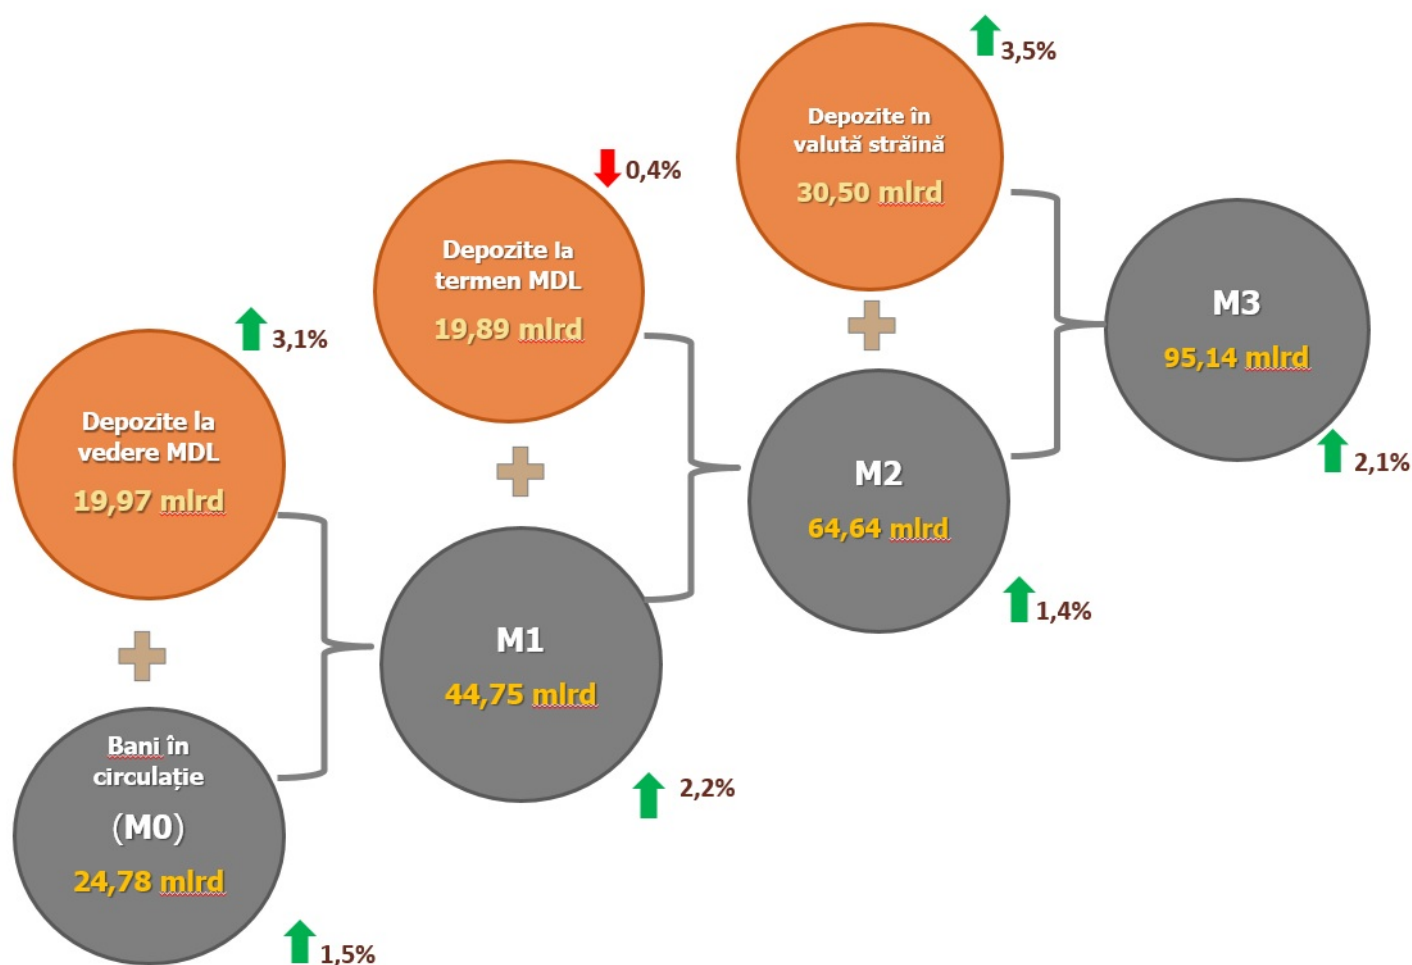 3,1%
Depozite la
vedere MDL
19,97 mlrd
Bani în
circulație
(M0)
24,78 mlrd
1,5%
0,4%
Depozite la
termen MDL
19,89 mlrd
M1
44,75 mlrd
2,2%
3,5%
Depozite în
valută străină
30,50 mlrd
M2
64,64 mlrd
1,4%
M3
95,14 mlrd
2,1%